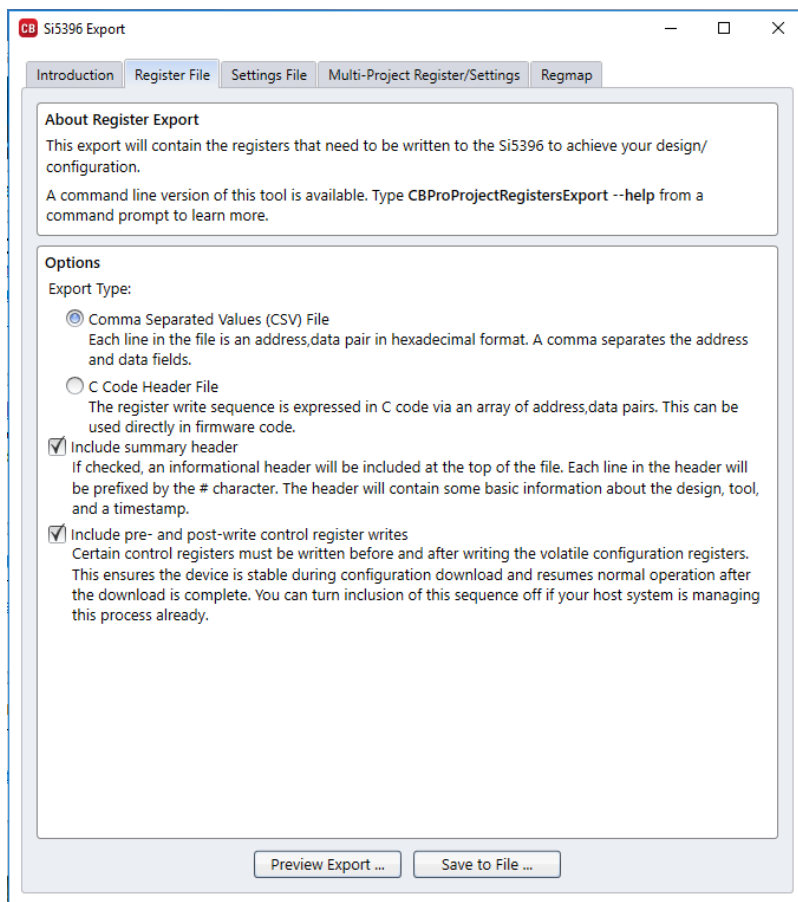 CB Si5396 Export
Introduction Register File Settings File Multi-Project Register/Settings Regmap
About Register Export
This export will contain the registers that need to be written to the Si5396 to achieve your design/
configuration.
A command line version of this tool is available. Type CBProProjectRegistersExport --help from a
command prompt to learn more.
Options
Export Type:
Comma Separated Values (CSV) File
Each line in the file is an address,data pair in hexadecimal format. A comma separates the address
and data fields.
C Code Header File
The register write sequence is expressed in C code via an array of address,data pairs. This can be
used directly in firmware code.
Include summary header
If checked, an informational header will be included at the top of the file. Each line in the header will
be prefixed by the # character. The header will contain some basic information about the design, tool,
and a timestamp.
Include pre- and post-write control register writes
Certain control registers must be written before and after writing the volatile configuration registers.
This ensures the device is stable during configuration download and resumes normal operation after
the download is complete. You can turn inclusion of this sequence off if your host system is managing
this process already.
Preview Export ... Save to File ...